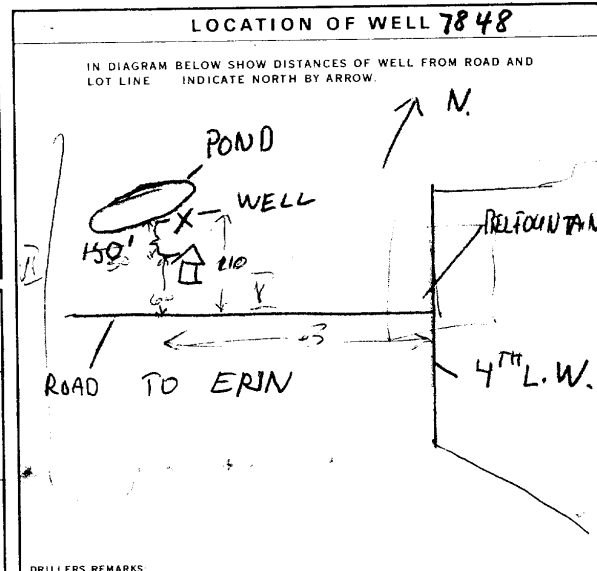 LOCATION OF WELL 7848
IN DIAGRAM BELOW SHOW DISTANCES OF WELL FROM ROAD AND
LOT LINE INDICATE NORTH BY ARROW.
N.
POND
WELL
BELFOUNTAIN
150'
210
ROAD TO ERIN
4TH L.W.
DRILLERS REMARKS: